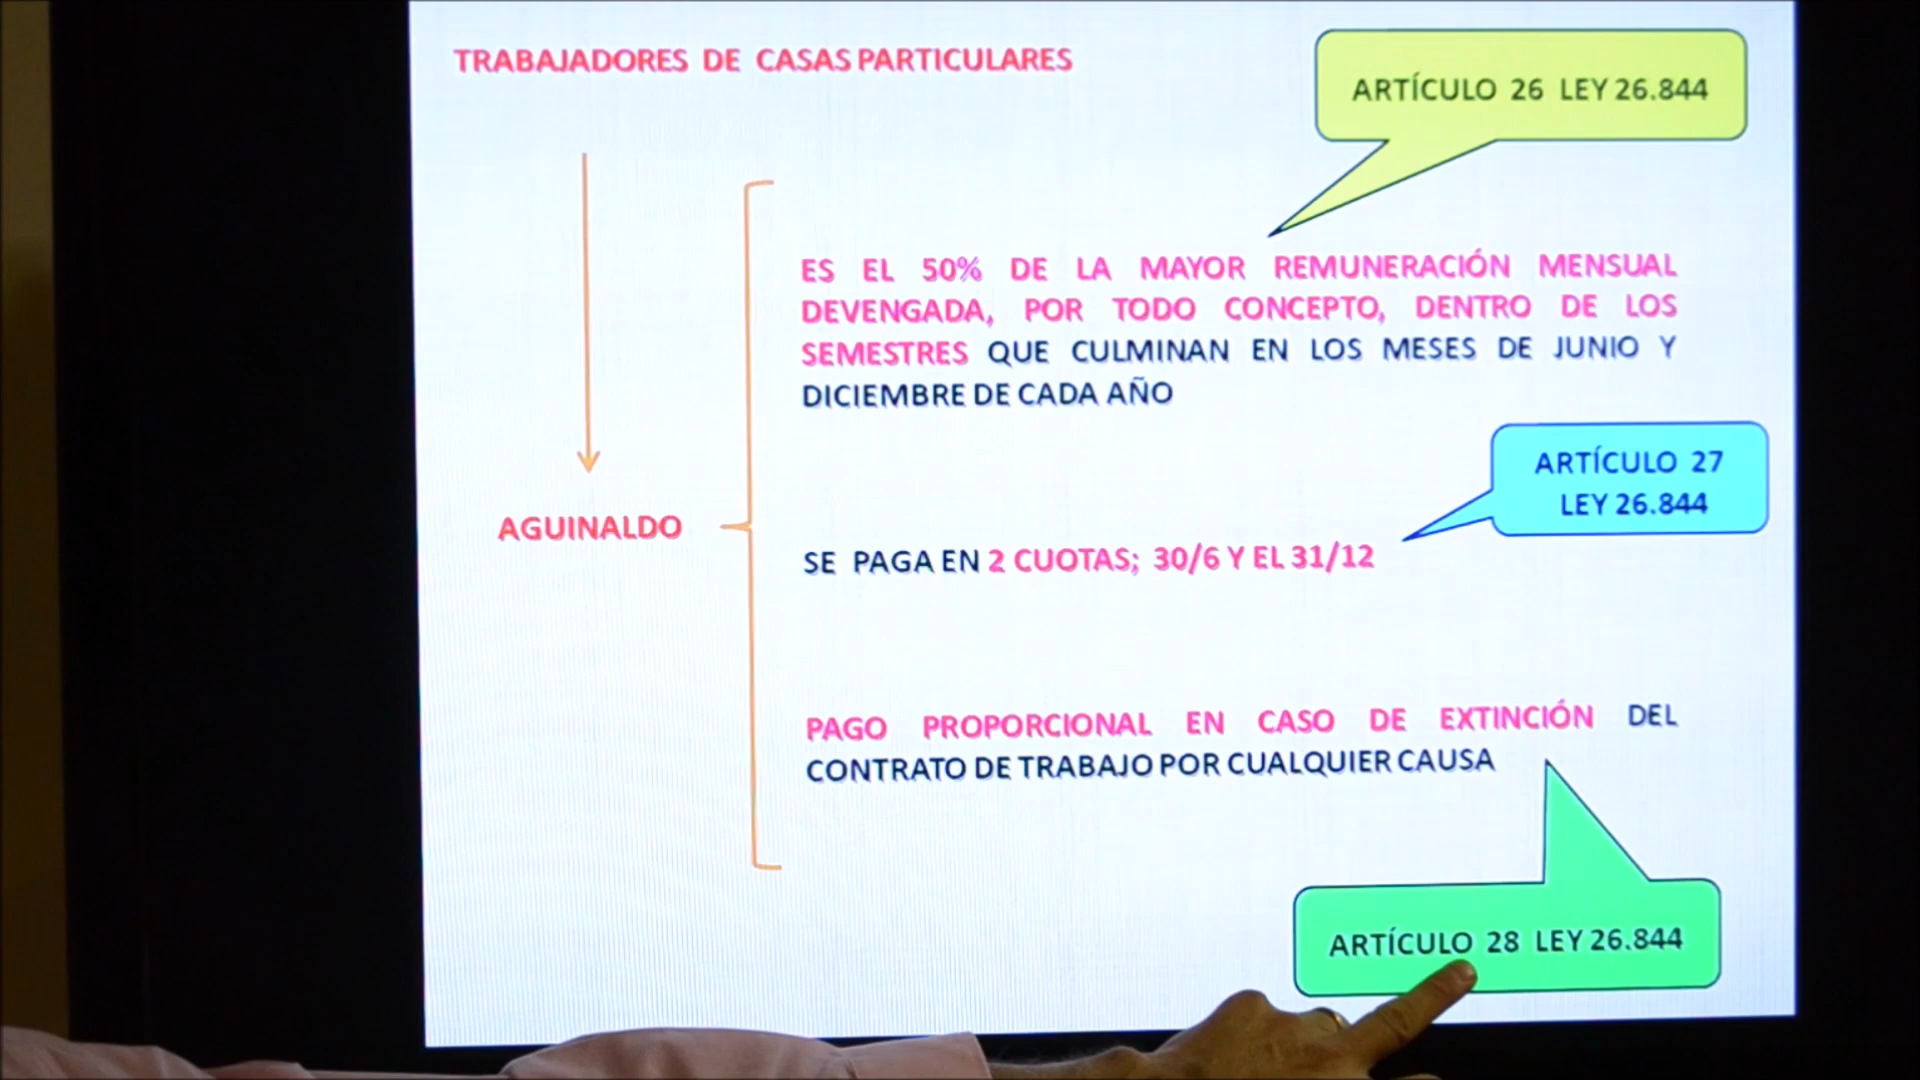 TRABAJADORES DE CASAS PARTICULARES
ARTÍCULO 26 LEY 26.844
ES EL 50% DE LA MAYOR REMUNERACIÓN MENSUAL
DEVENGADA, POR TODO CONCEPTO, DENTRO DE LOS
SEMESTRES QUE CULMINAN EN LOS MESES DE JUNIO Y
DICIEMBRE DE CADA AÑO
ARTÍCULO 27
LEY 26.844
AGUINALDO
SE PAGA EN 2 CUOTAS; 30/6 Y EL 31/12
PAGO PROPORCIONAL EN CASO DE EXTINCIÓN DEL
CONTRATO DE TRABAJO POR CUALQUIER CAUSA
ARTÍCULO 28 LEY 26.844